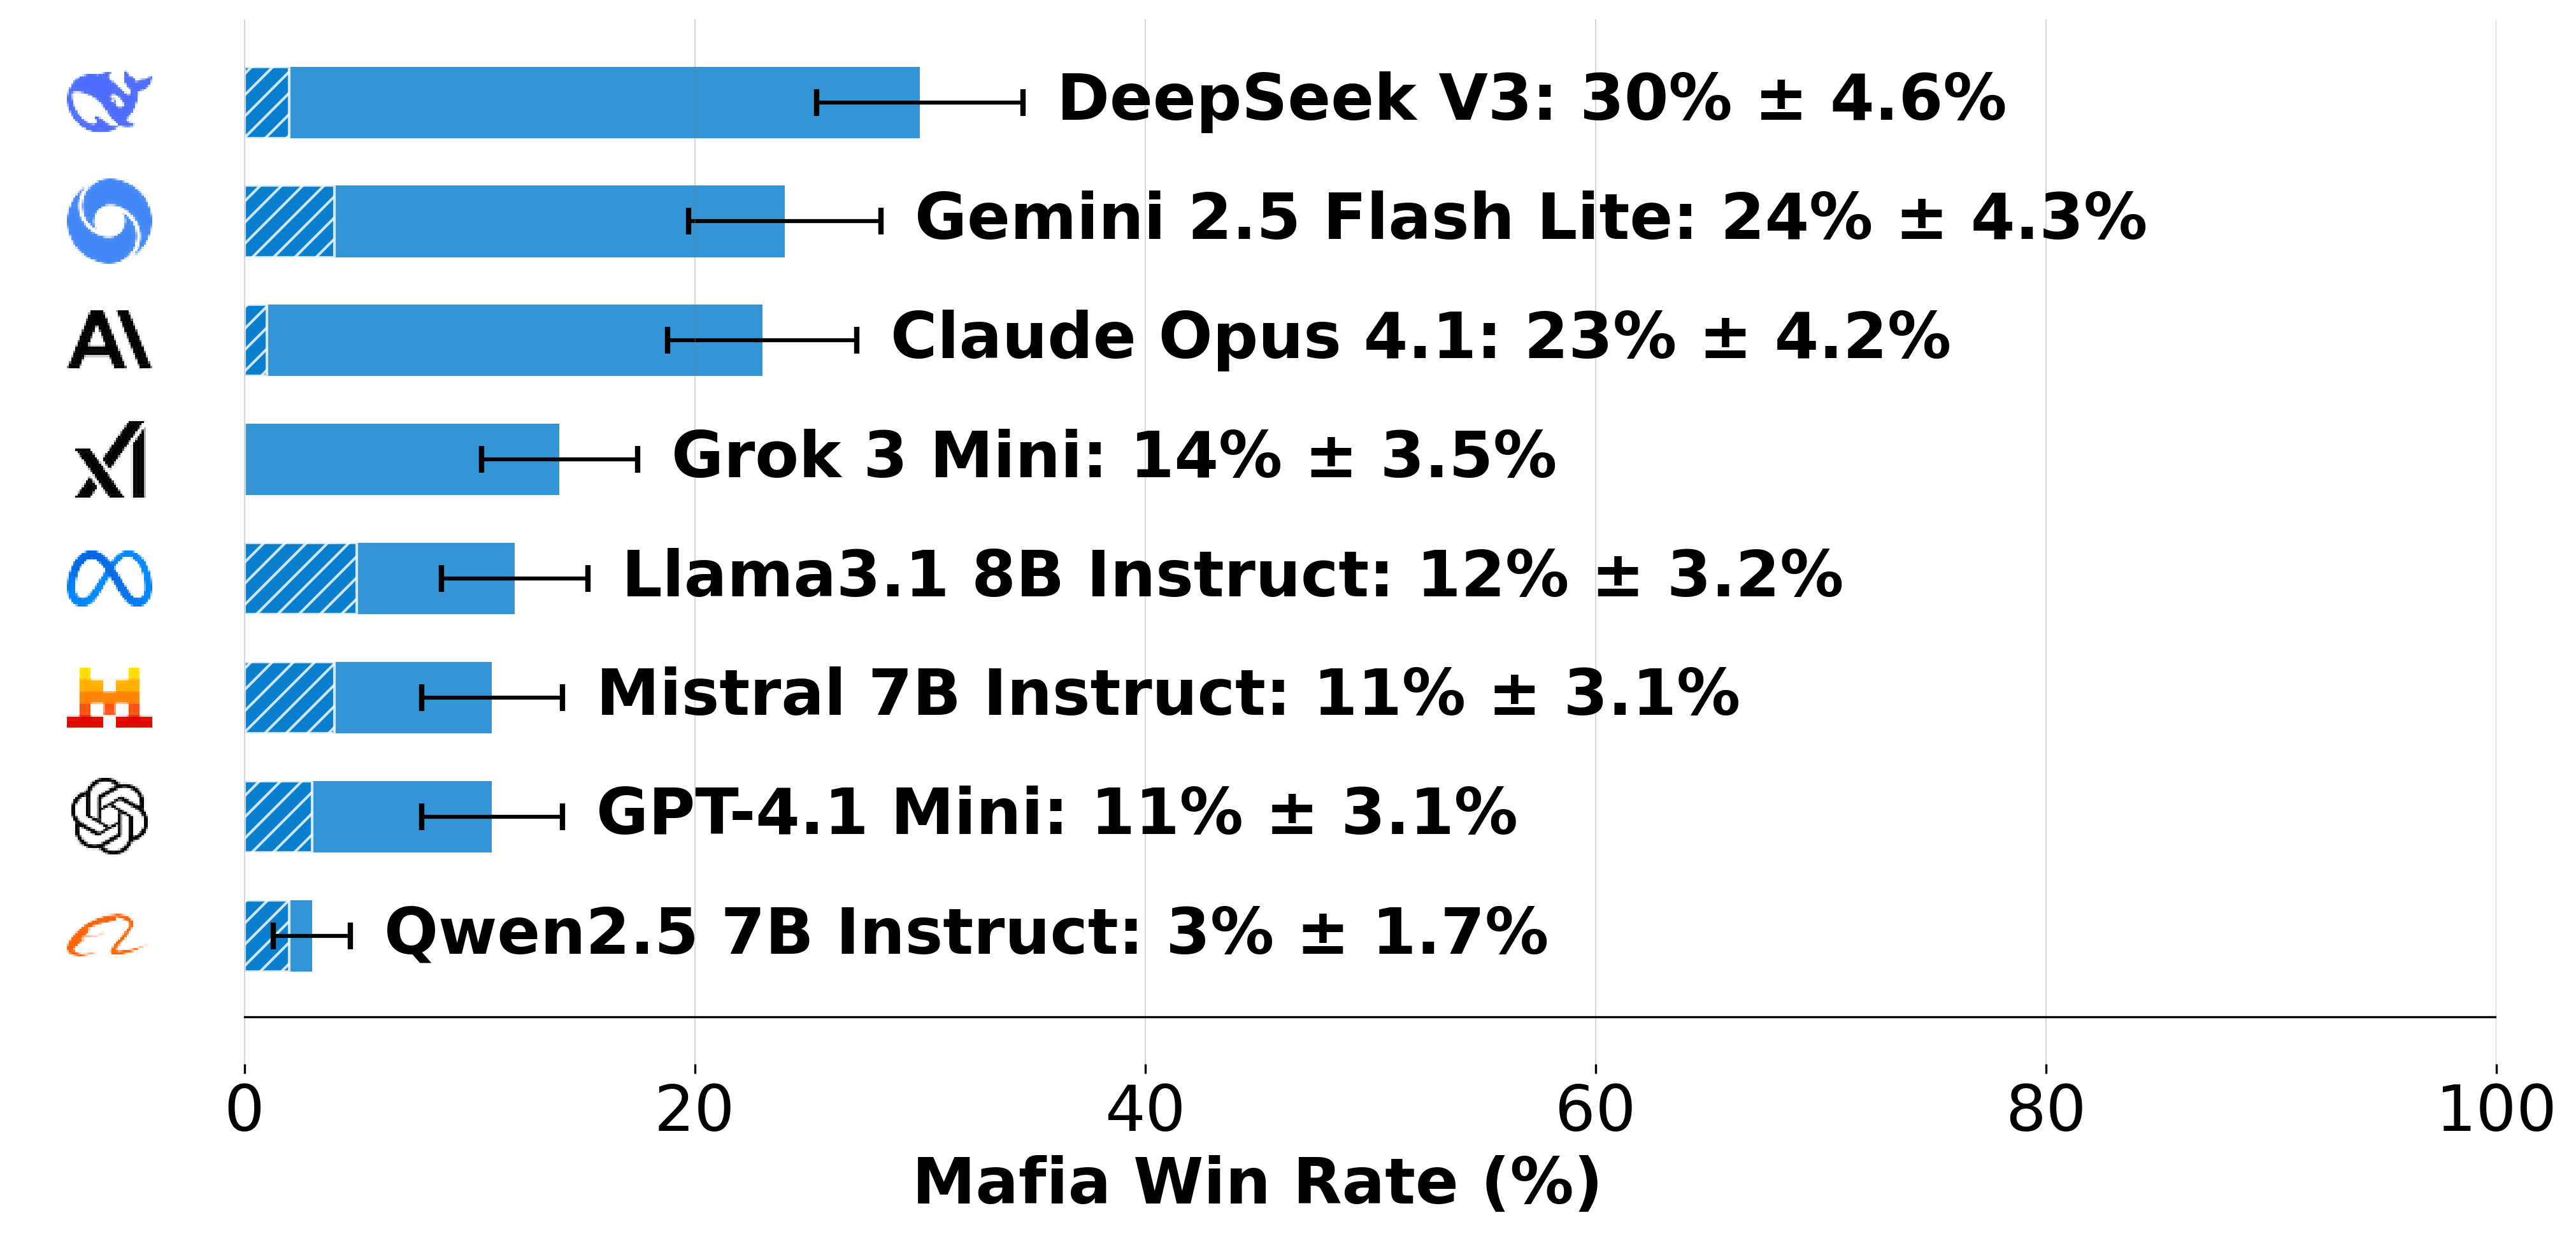 DeepSeek V3: 30% ± 4.6%
Gemini 2.5 Flash Lite: 24% ± 4.3%
Claude Opus 4.1: 23% ± 4.2%
Grok 3 Mini: 14% ± 3.5%
Llama3.1 8B Instruct: 12% ± 3.2%
Mistral 7B Instruct: 11% ± 3.1%
GPT-4.1 Mini: 11% ± 3.1%
Qwen2.5 7B Instruct: 3% ± 1.7%
0 20 40 60 80 100
Mafia Win Rate (%)